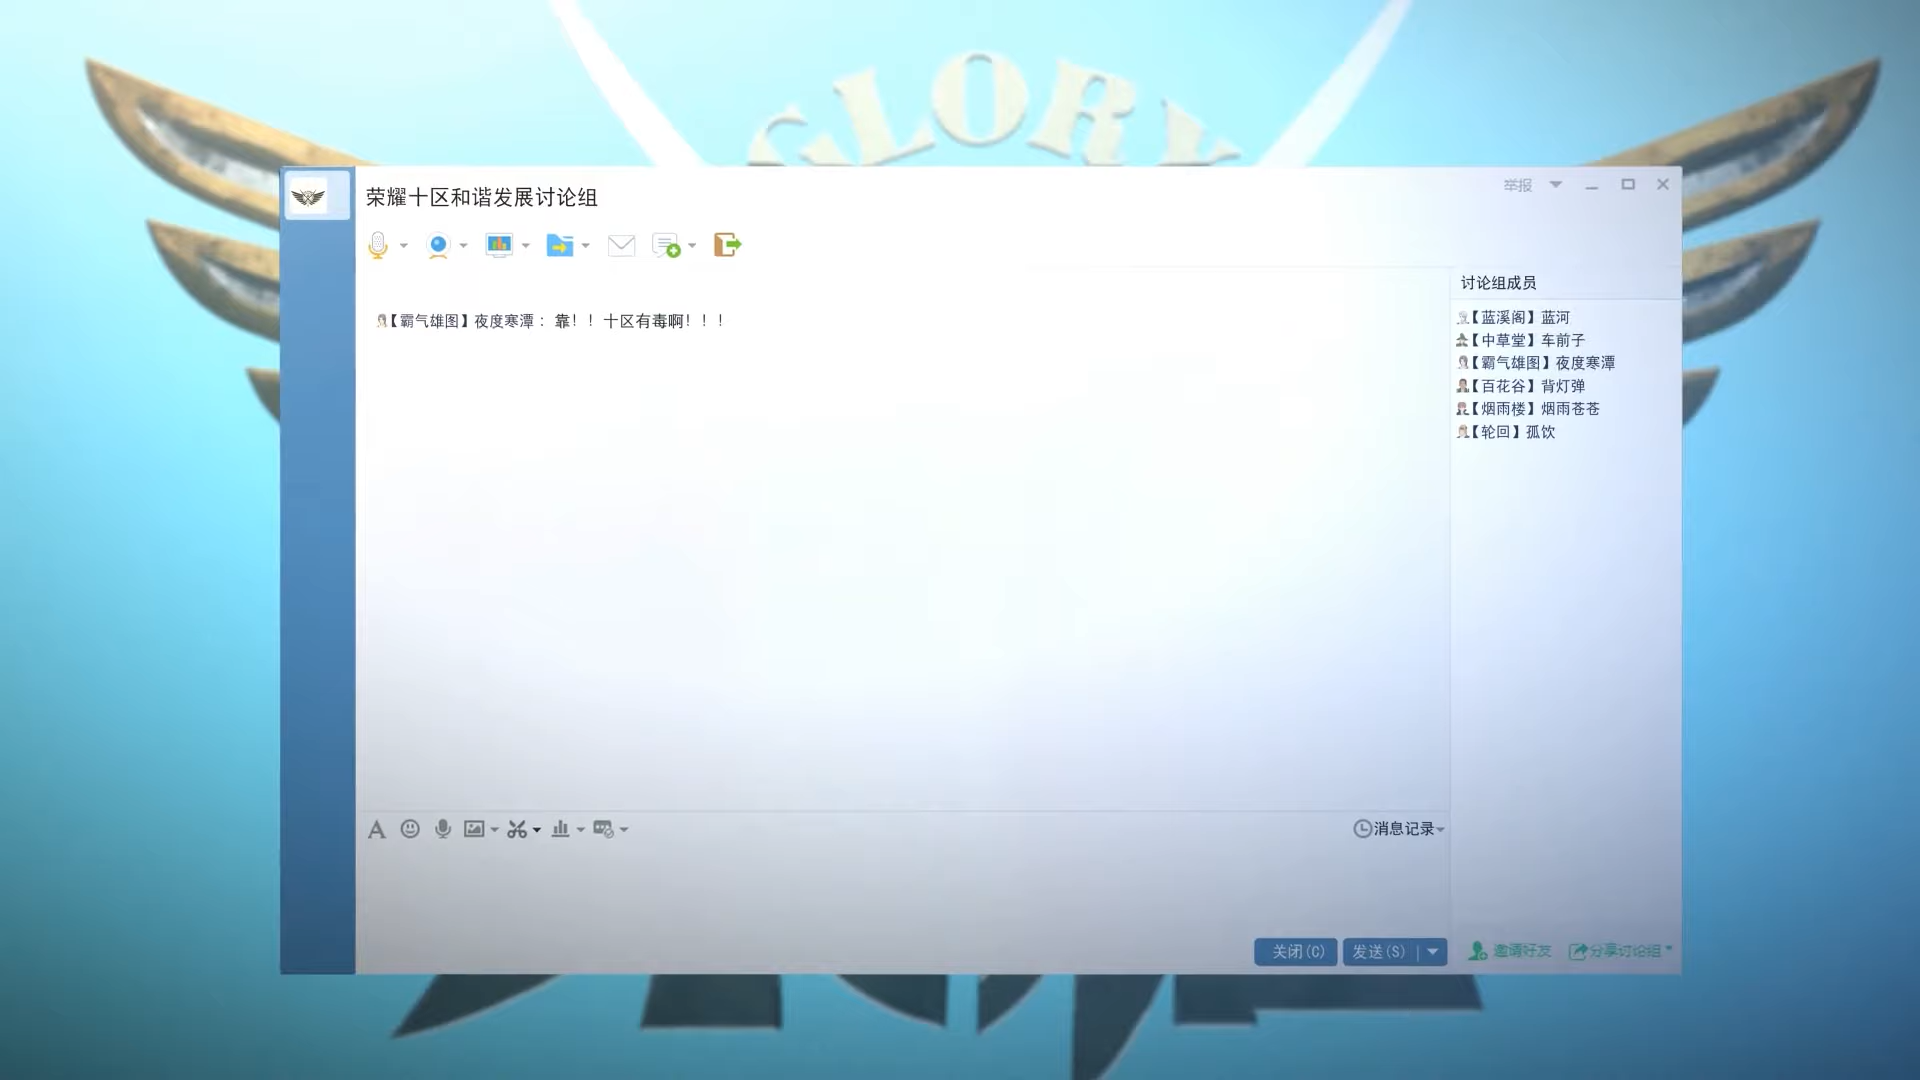 GLORY
荣耀十区和谐发展讨论组
举报
讨论组成员
【霸气雄图】夜度寒潭：靠！！十区有毒啊！！！
【蓝溪阁】蓝河
【中草堂】车前子
【霸气雄图】夜度寒潭
【百花谷】背灯弹
【烟雨楼】烟雨苍苍
【轮回】孤饮
消息记录
关闭(C) 发送(S) 邀请好友 分享讨论组